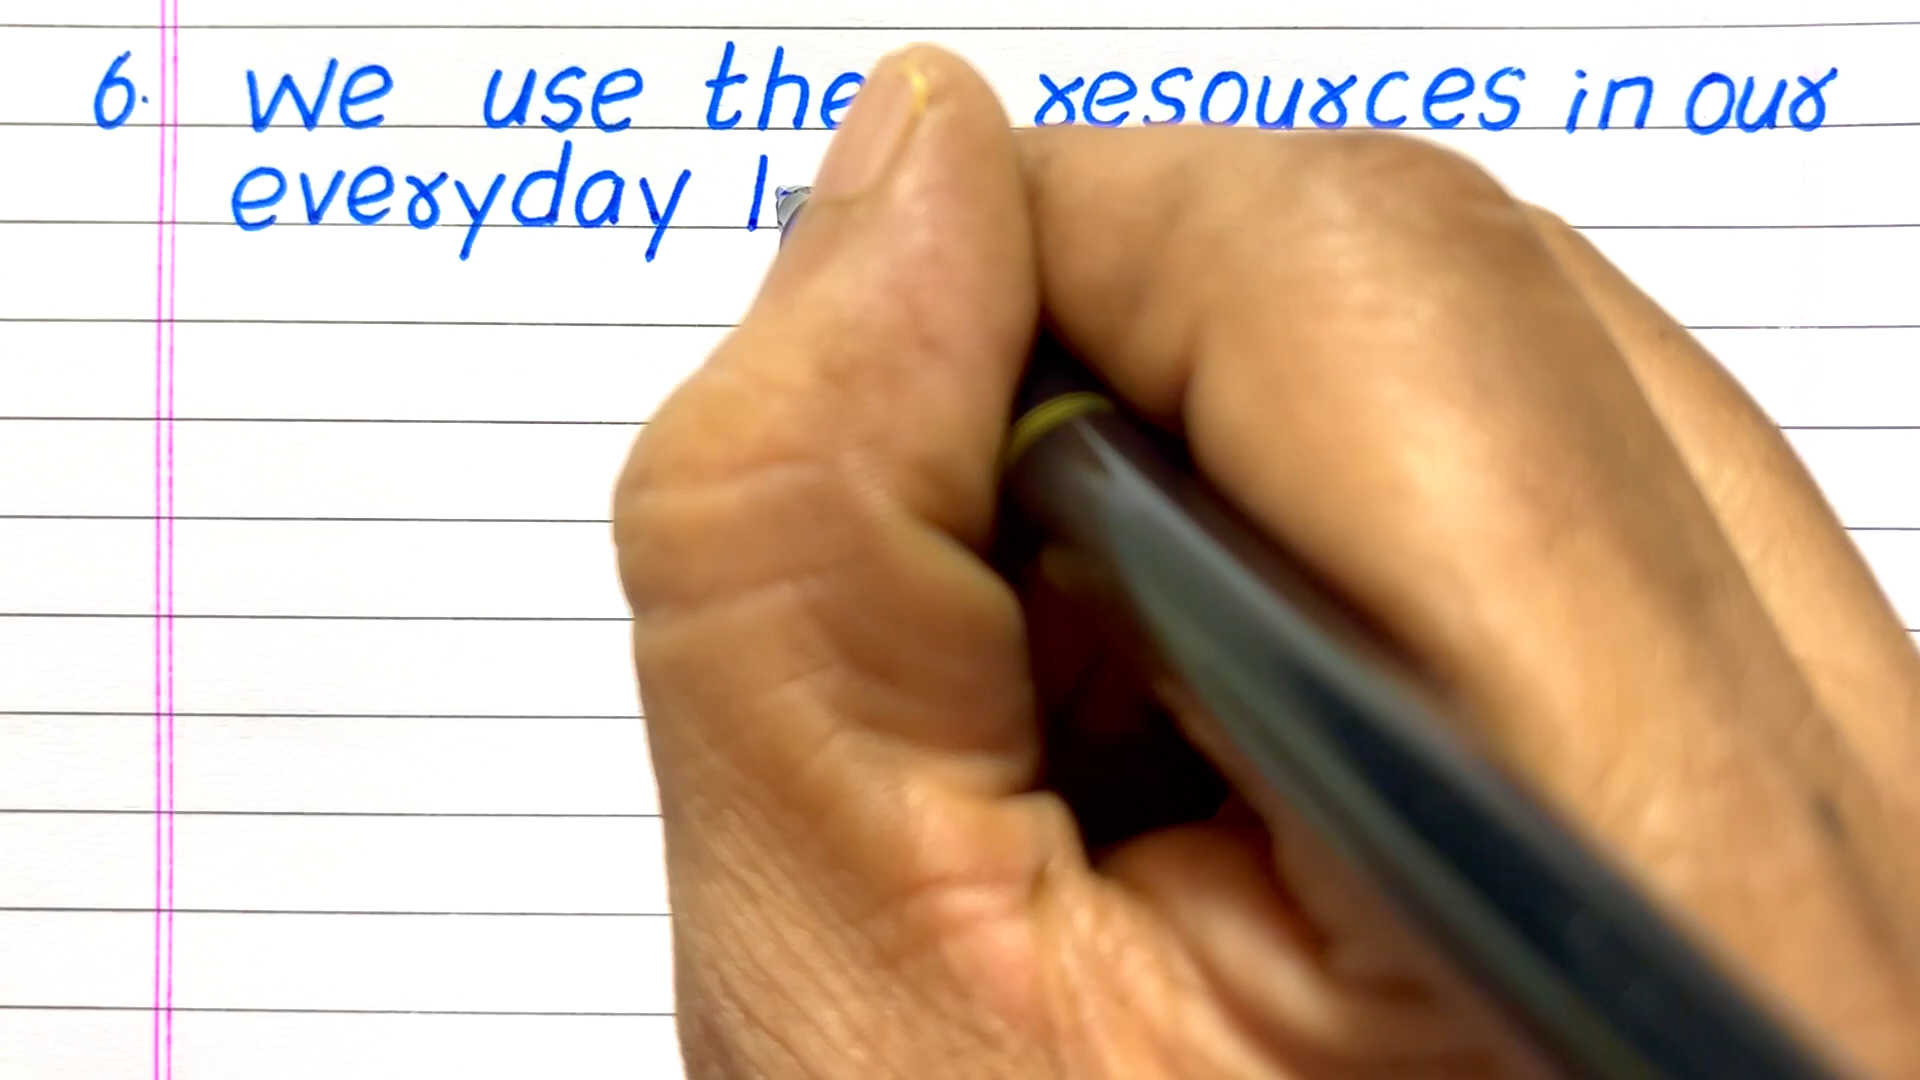 6. We use the resources in our
everyday l